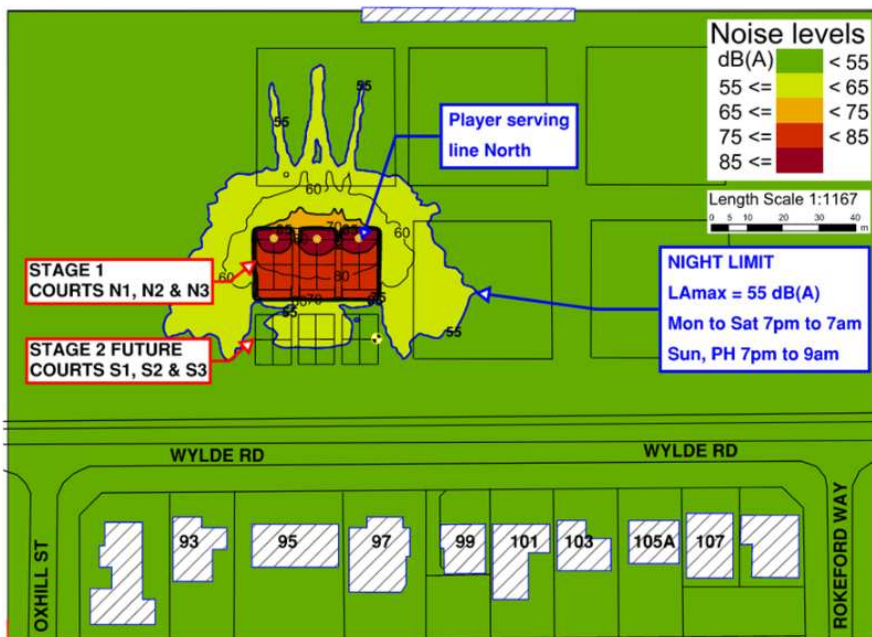 Noise levels
dB(A) < 55
55 <= < 65
65 <= < 75
75 <= < 85
85 <=
Length Scale 1:1167
0 5 10 20 30 40
m
Player serving
line North
55
55
60
60
60
70
80
70
55
55
55
STAGE 1
COURTS N1, N2 & N3
STAGE 2 FUTURE
COURTS S1, S2 & S3
NIGHT LIMIT
LAmax = 55 dB(A)
Mon to Sat 7pm to 7am
Sun, PH 7pm to 9am
WYLDE RD
WYLDE RD
OXHILL ST
ROKEFORD WAY
93
95
97
99
101
103
105A
107